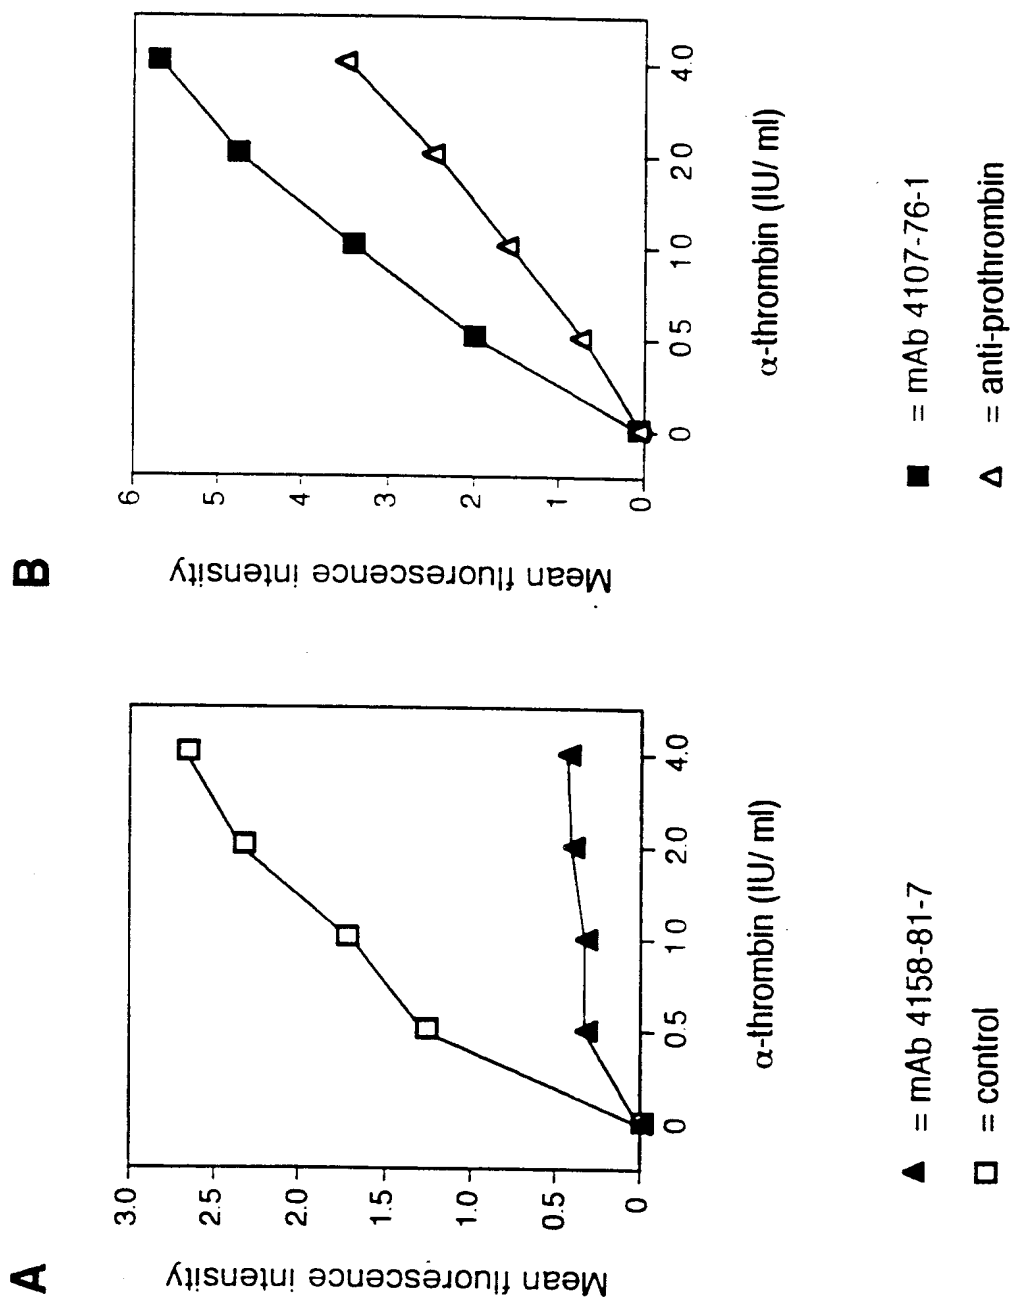 A
Mean fluorescence intensity
3.0
2.5
2.0
1.5
1.0
0.5
0
0 0.5 1 0 2.0 4.0
α-thrombin (IU/ ml)
▲ = mAb 4158-81-7
□ = control
B
Mean fluorescence intensity
6
5
4
3
2
1
0
0 0 5 1 0 2 0 4.0
α-thrombin (IU/ ml)
■ = mAb 4107-76-1
△ = anti-prothrombin